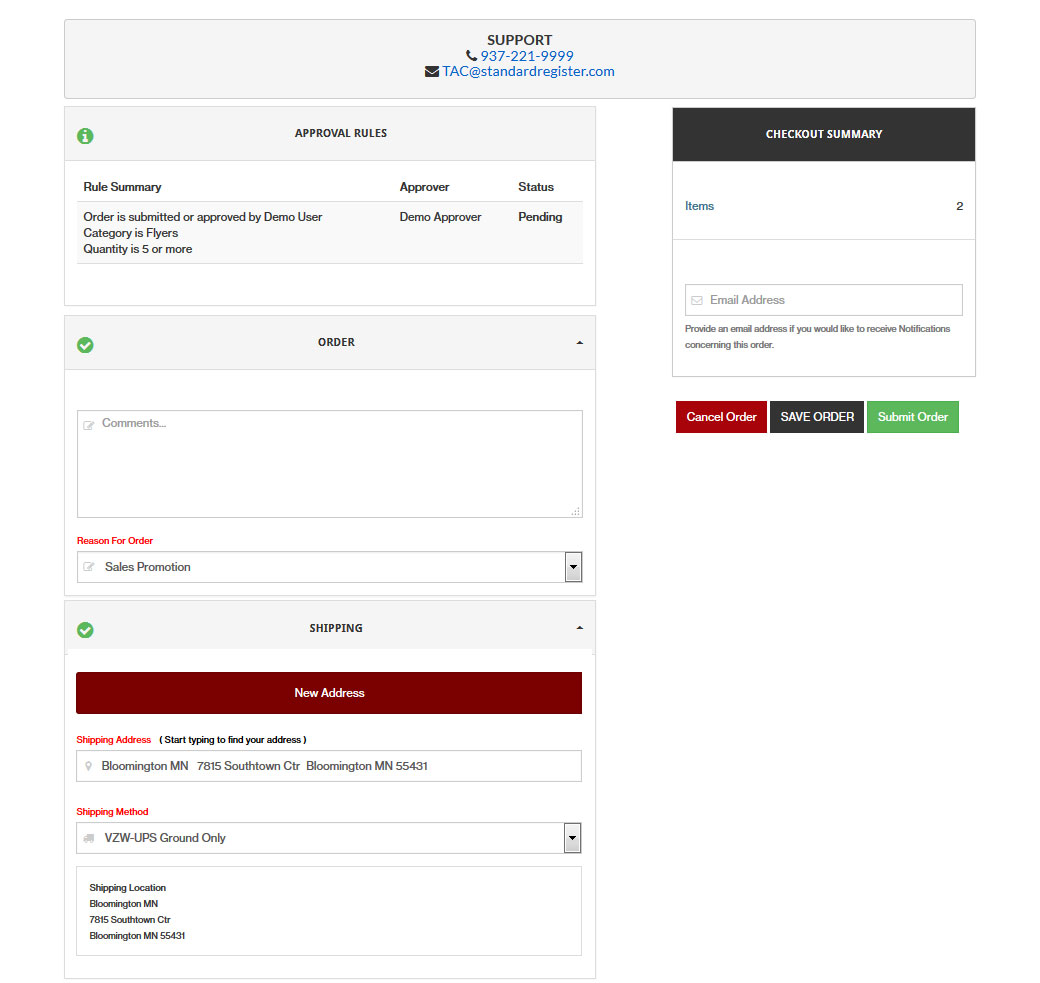 SUPPORT
937-221-9999
TAC@standardregister.com
APPROVAL RULES
Rule Summary Approver Status
Order is submitted or approved by Demo User Demo Approver Pending
Category is Flyers
Quantity is 5 or more
ORDER
Comments...
Reason For Order
Sales Promotion
SHIPPING
New Address
Shipping Address ( Start typing to find your address )
Bloomington MN 7815 Southtown Ctr Bloomington MN 55431
Shipping Method
VZW-UPS Ground Only
Shipping Location
Bloomington MN
7815 Southtown Ctr
Bloomington MN 55431
CHECKOUT SUMMARY
Items 2
Email Address
Provide an email address if you would like to receive Notifications
concerning this order.
Cancel Order SAVE ORDER Submit Order